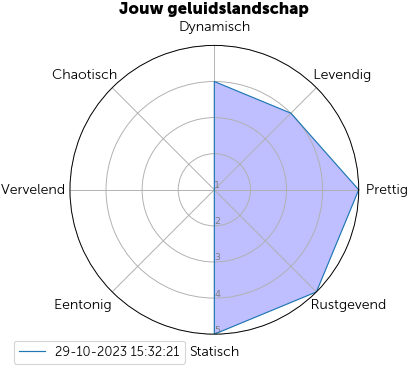 Jouw geluidslandschap
Dynamisch
Chaotisch
Levendig
Vervelend
Prettig
1
2
3
4
5
Eentonig
Rustgevend
Statisch
29-10-2023 15:32:21